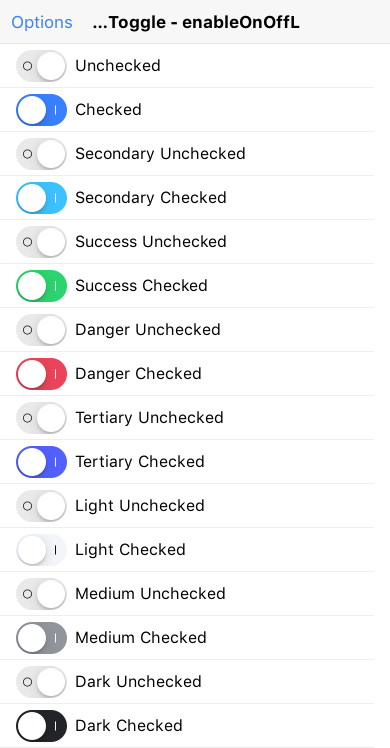 Options ...Toggle - enableOnOffL
Unchecked
Checked
Secondary Unchecked
Secondary Checked
Success Unchecked
Success Checked
Danger Unchecked
Danger Checked
Tertiary Unchecked
Tertiary Checked
Light Unchecked
Light Checked
Medium Unchecked
Medium Checked
Dark Unchecked
Dark Checked